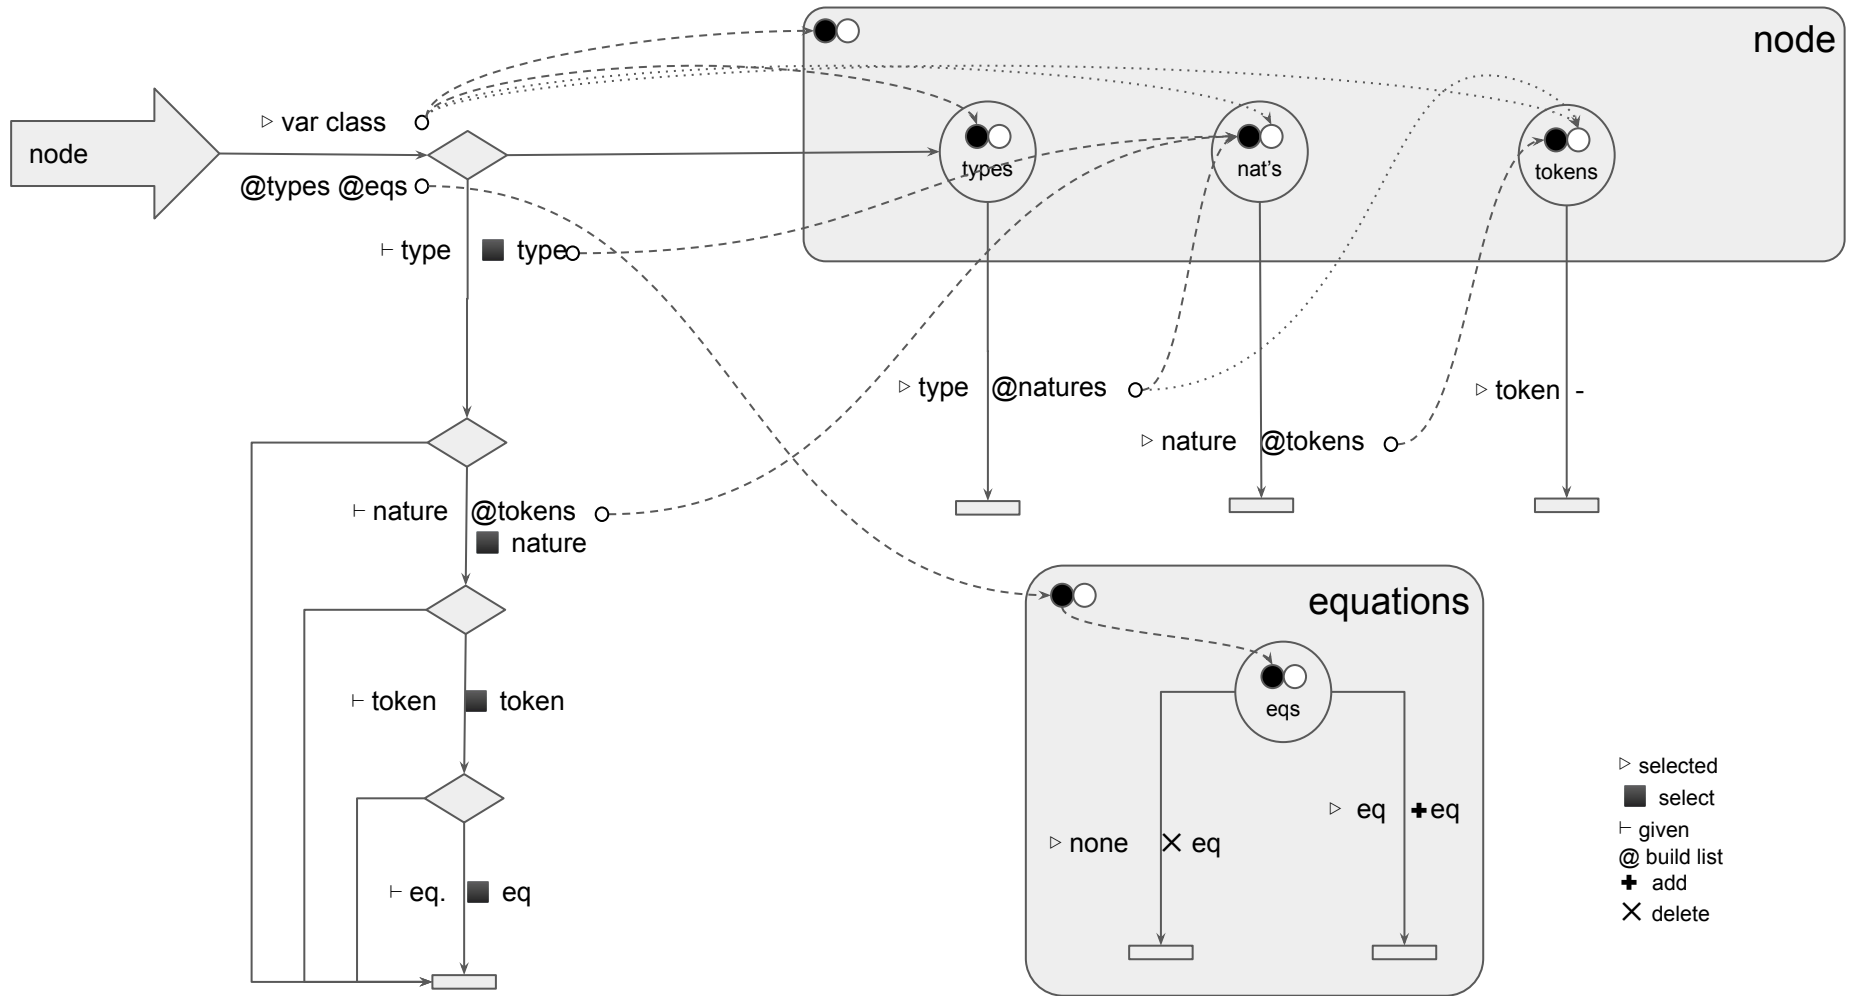 node
node
▷ var class
@types @eqs
types
nat's
tokens
⊢ type ■ type
▷ type @natures
▷ token -
▷ nature @tokens
⊢ nature @tokens
■ nature
equations
⊢ token ■ token
eqs
▷ selected
■ select
⊢ given
@ build list
✚ add
✕ delete
▷ eq ✚eq
▷ none ✕ eq
⊢ eq. ■ eq